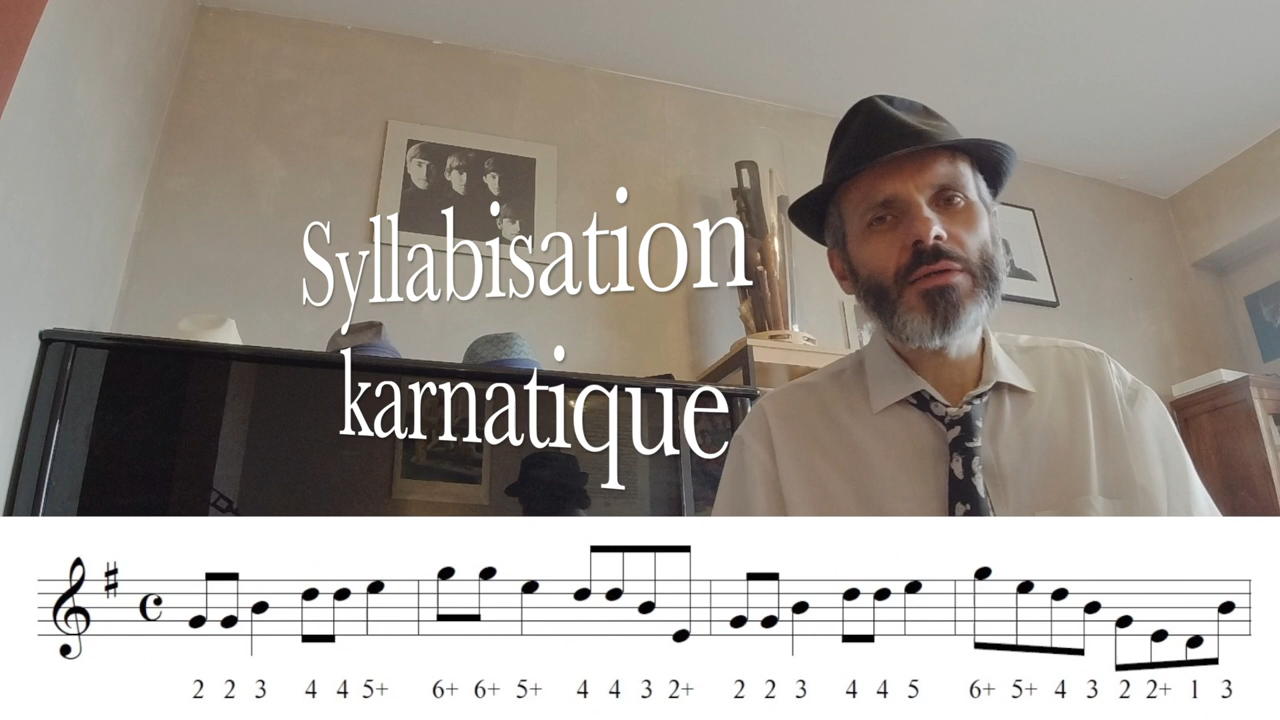 Syllabisation
karnatique
2 2 3 4 4 5+ 6+ 6+ 5+ 4 4 3 2+ 2 2 3 4 4 5 6+ 5+ 4 3 2 2+ 1 3